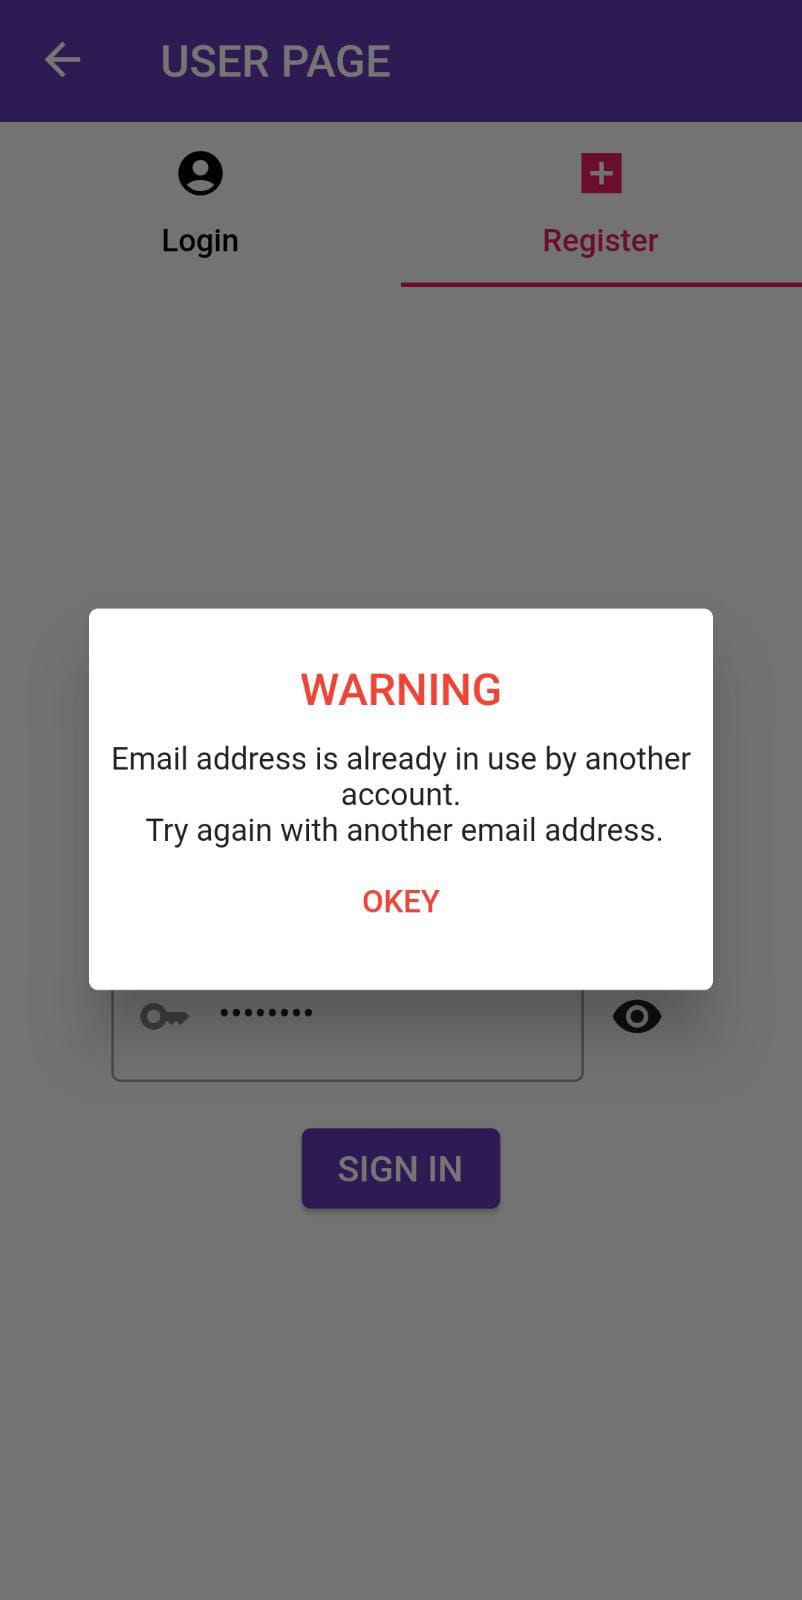 USER PAGE
Login
Register
WARNING
Email address is already in use by another
account.
Try again with another email address.
OKEY
••••••••
SIGN IN